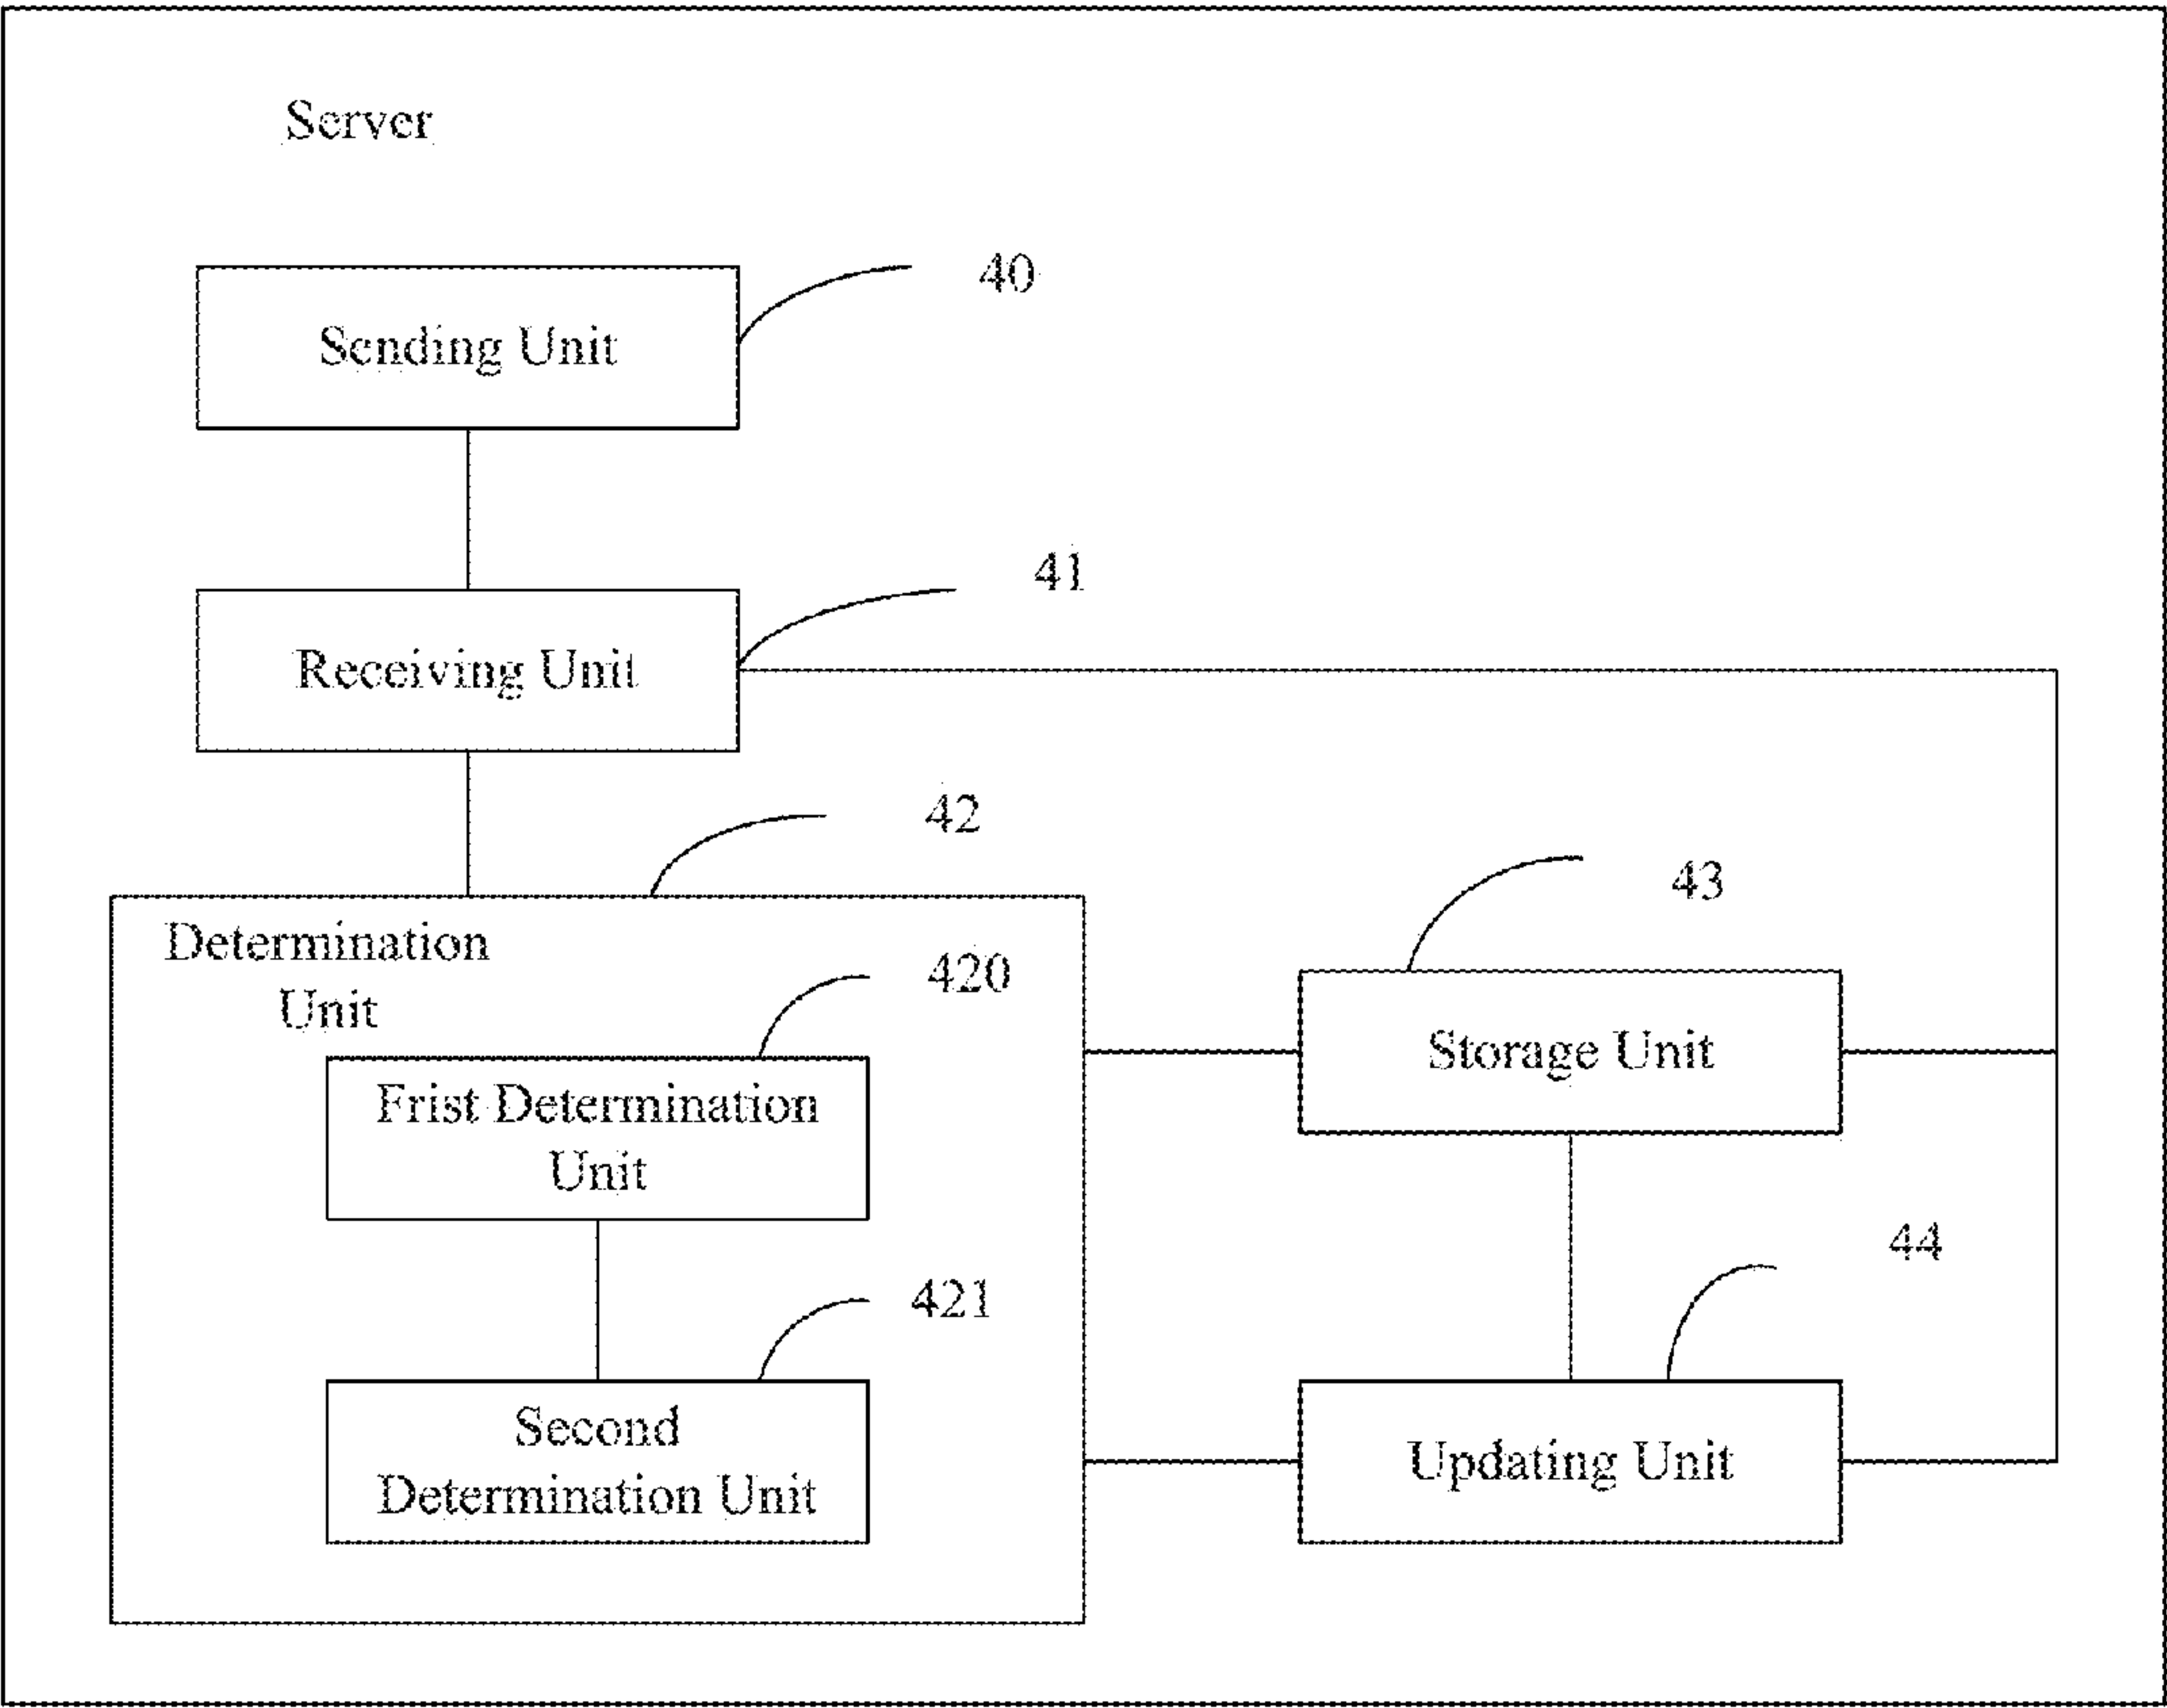 Server
40
Sending Unit
41
Receiving Unit
42
43
Determination
Unit
420
Storage Unit
Frist Determination
Unit
44
421
Second
Determination Unit
Updating Unit